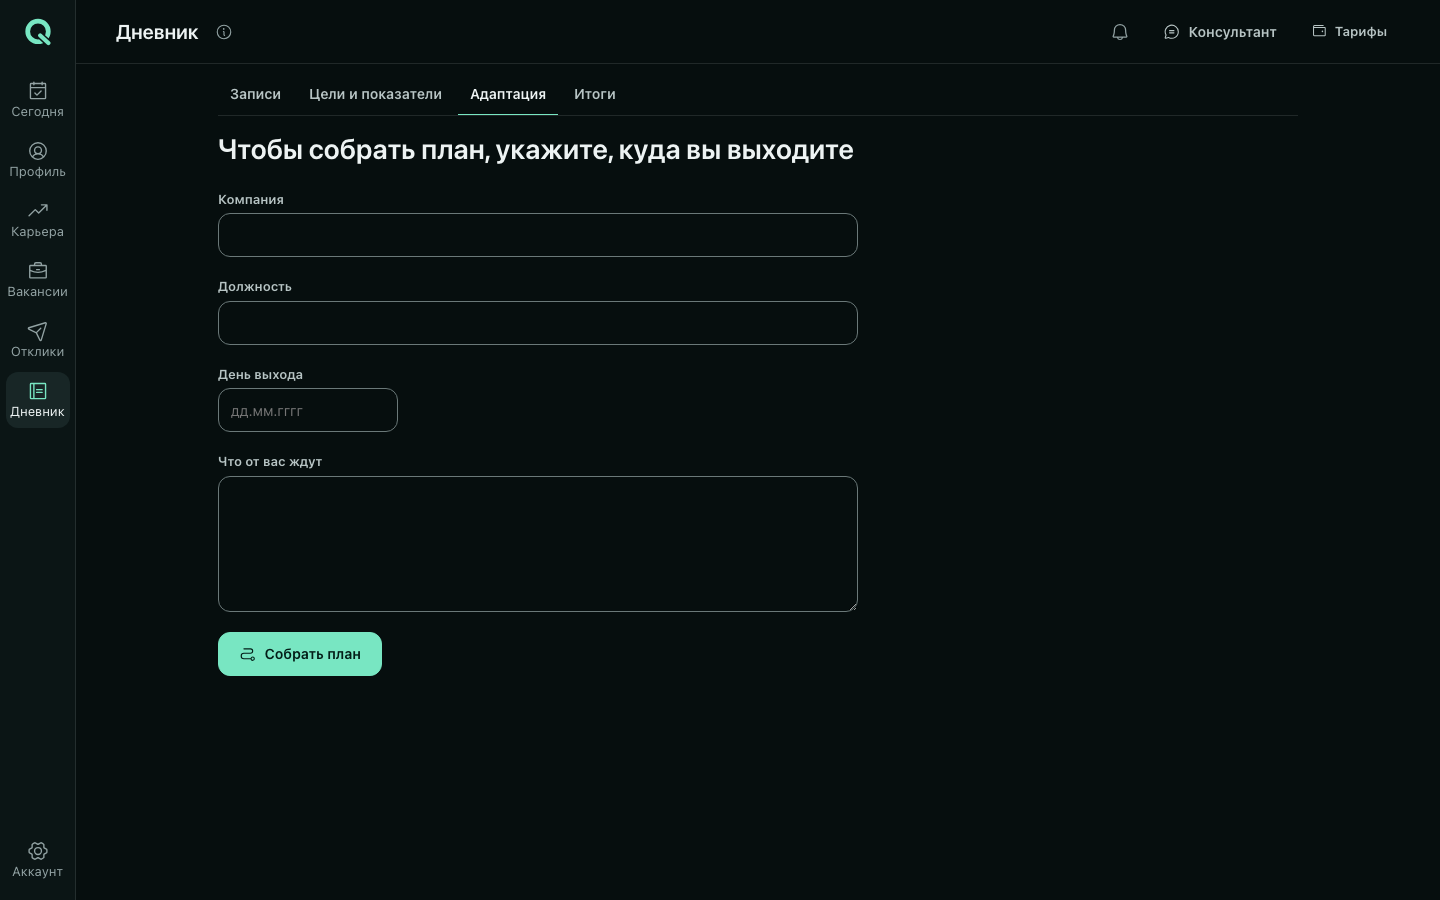 Дневник
Консультант
Тарифы
Сегодня
Профиль
Карьера
Вакансии
Отклики
Дневник
Аккаунт
Записи
Цели и показатели
Адаптация
Итоги
Чтобы собрать план, укажите, куда вы выходите
Компания
Должность
День выхода
дд.мм.гггг
Что от вас ждут
Собрать план